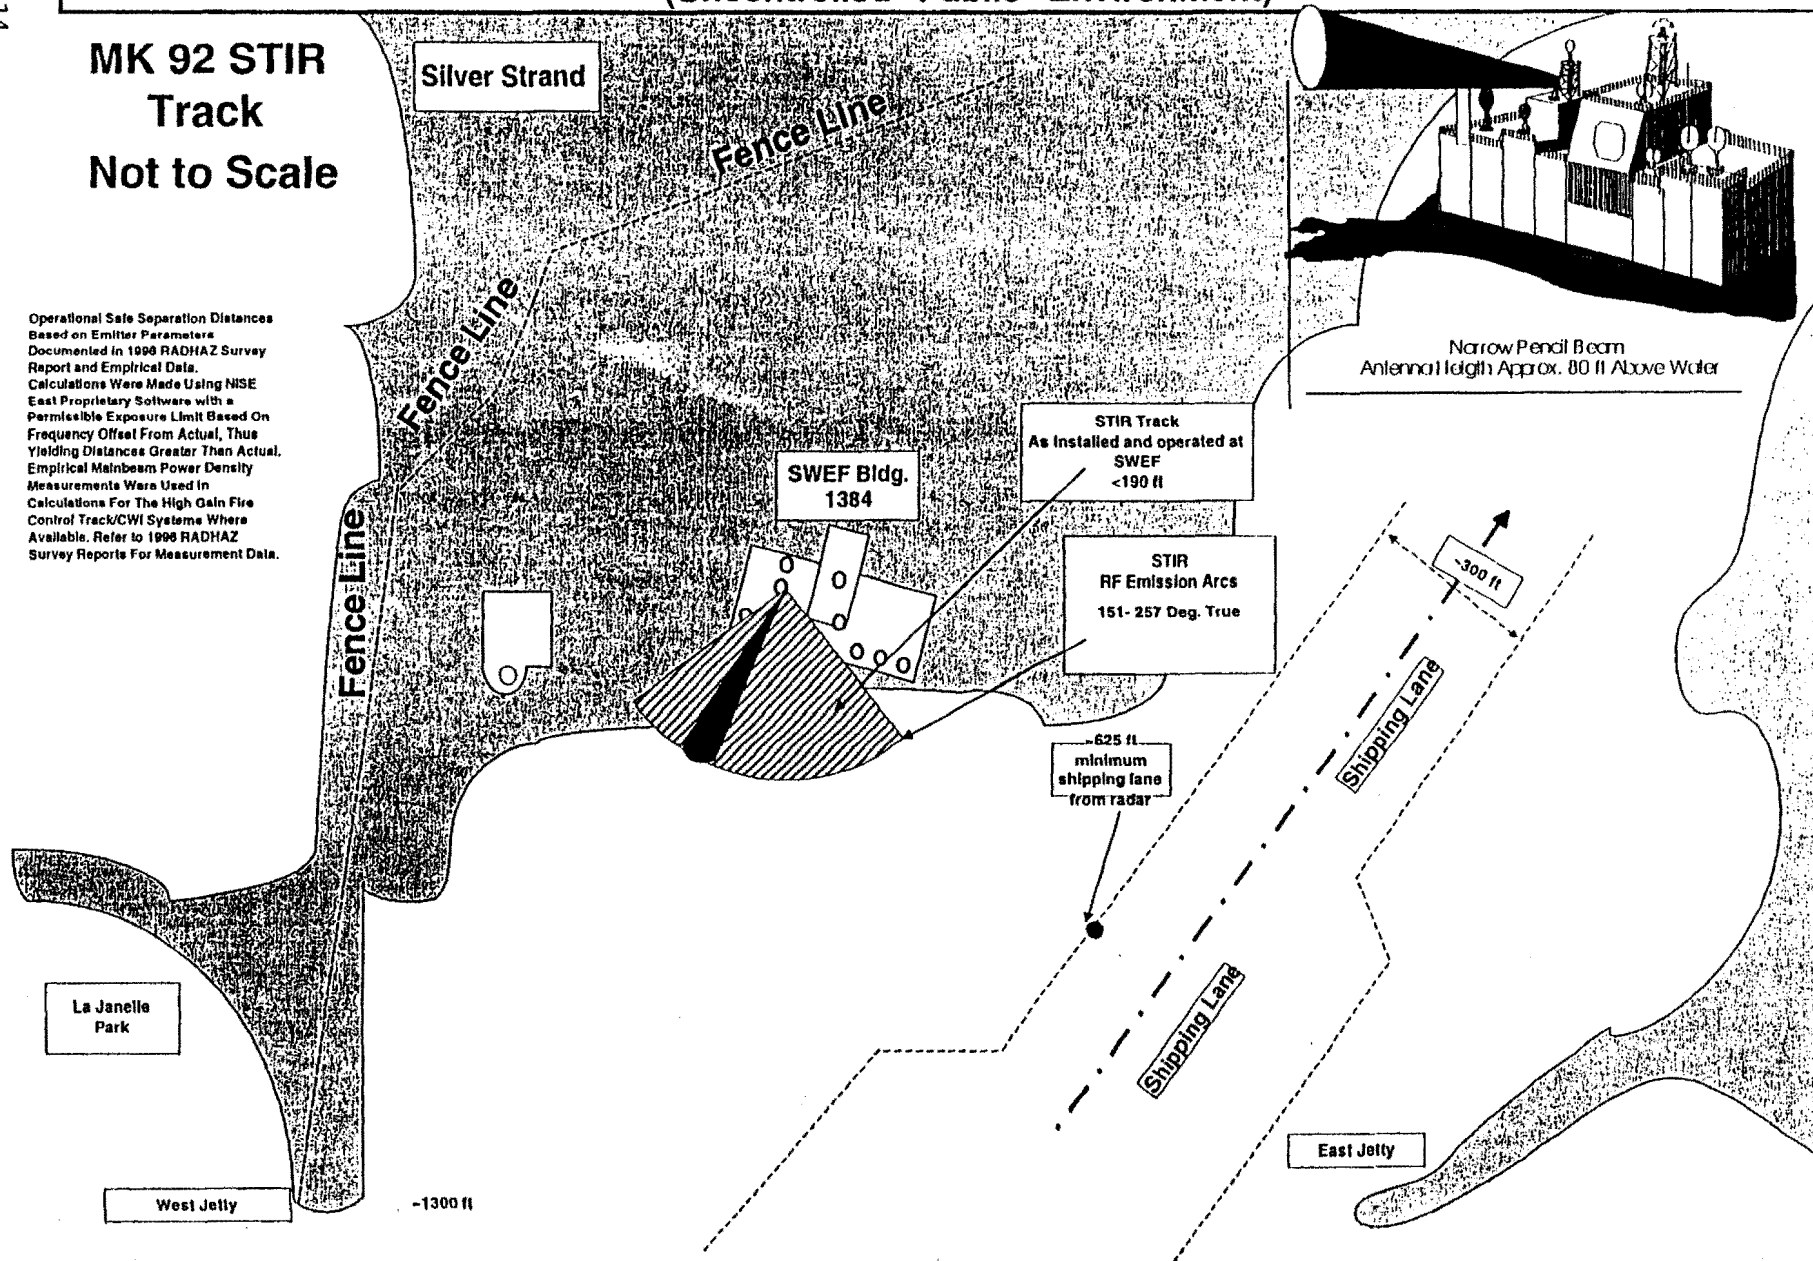 MK 92 STIR
Track
Not to Scale
Silver Strand
Fence Line
Fence Line
Fence Line
Narrow Pencil Beam
Antenna Heigth Approx. 80 ft Above Water
Operational Safe Separation Distances
Based on Emitter Parameters
Documented in 1996 RADHAZ Survey
Report and Empirical Data.
Calculations Were Made Using NISE
East Proprietary Software with a
Permissible Exposure Limit Based On
Frequency Offset From Actual, Thus
Yielding Distances Greater Than Actual.
Empirical Mainbeam Power Density
Measurements Were Used in
Calculations For The High Gain Fire
Control Track/CWI Systems Where
Available. Refer to 1996 RADHAZ
Survey Reports For Measurement Data.
STIR Track
As installed and operated at
SWEF
<190 ft
SWEF Bldg.
1384
STIR
RF Emission Arcs
151- 257 Deg. True
~300 ft
Shipping Lane
~625 ft
minimum
shipping lane
from radar
Shipping Lane
La Janelle
Park
East Jetty
West Jetty
~1300 ft